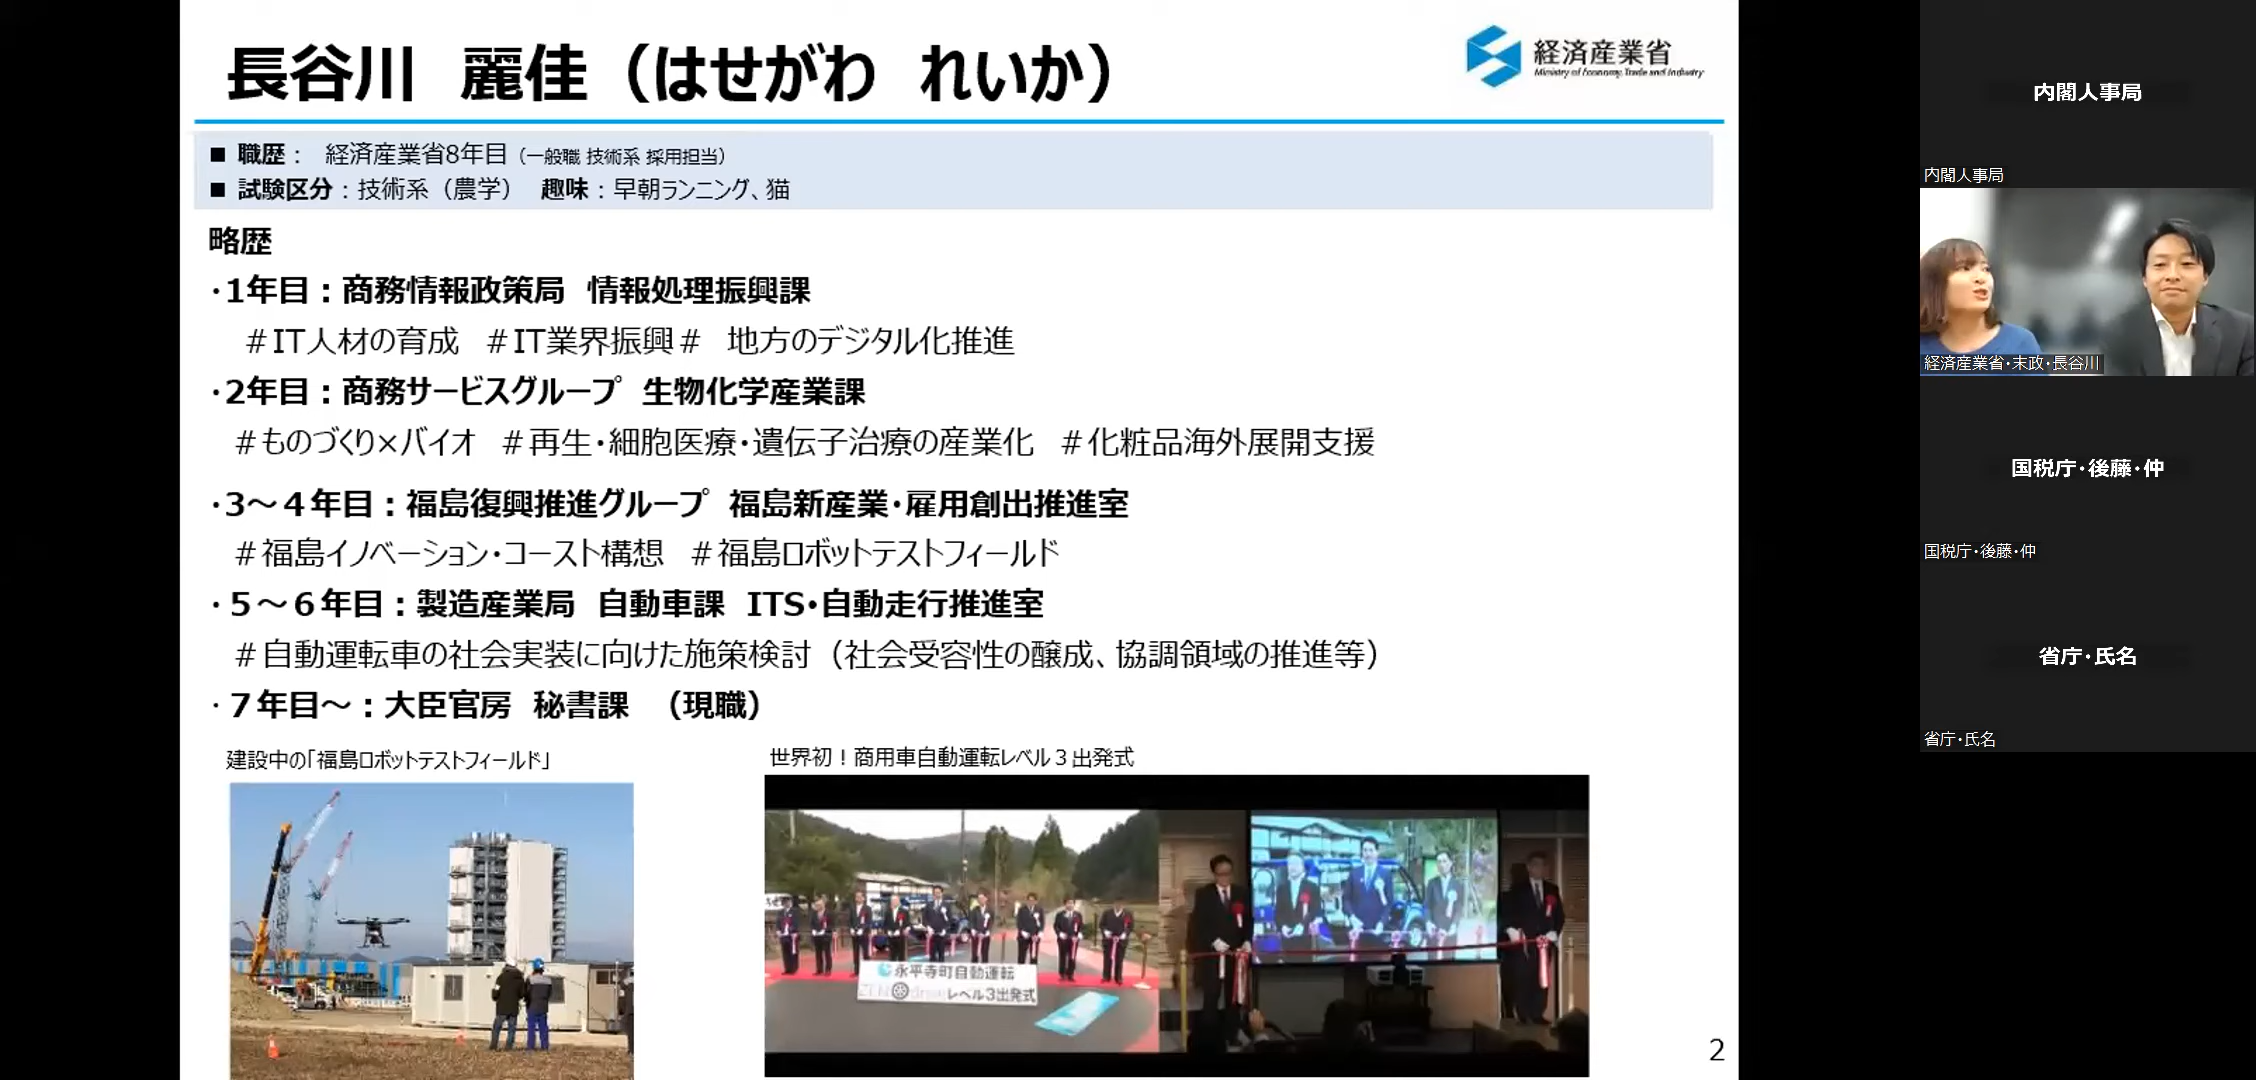 長谷川　麗佳（はせがわ　れいか）
経済産業省
Ministry of Economy, Trade and Industry
■ 職歴： 経済産業省8年目（一般職 技術系 採用担当）
■ 試験区分：技術系（農学）　趣味：早朝ランニング、猫
略歴
・1年目：商務情報政策局　情報処理振興課
＃IT人材の育成　＃IT業界振興＃　地方のデジタル化推進
・2年目：商務サービスグループ　生物化学産業課
＃ものづくり×バイオ　＃再生・細胞医療・遺伝子治療の産業化　＃化粧品海外展開支援
・3～４年目：福島復興推進グループ　福島新産業・雇用創出推進室
＃福島イノベーション・コースト構想　＃福島ロボットテストフィールド
・５～６年目：製造産業局　自動車課　ITS・自動走行推進室
＃自動運転車の社会実装に向けた施策検討（社会受容性の醸成、協調領域の推進等）
・７年目～：大臣官房　秘書課　（現職）
建設中の「福島ロボットテストフィールド」
世界初！商用車自動運転レベル３出発式
永平寺町自動運転
ZEN drive レベル3出発式
2
内閣人事局
内閣人事局
経済産業省・末政・長谷川
国税庁・後藤・仲
国税庁・後藤・仲
省庁・氏名
省庁・氏名